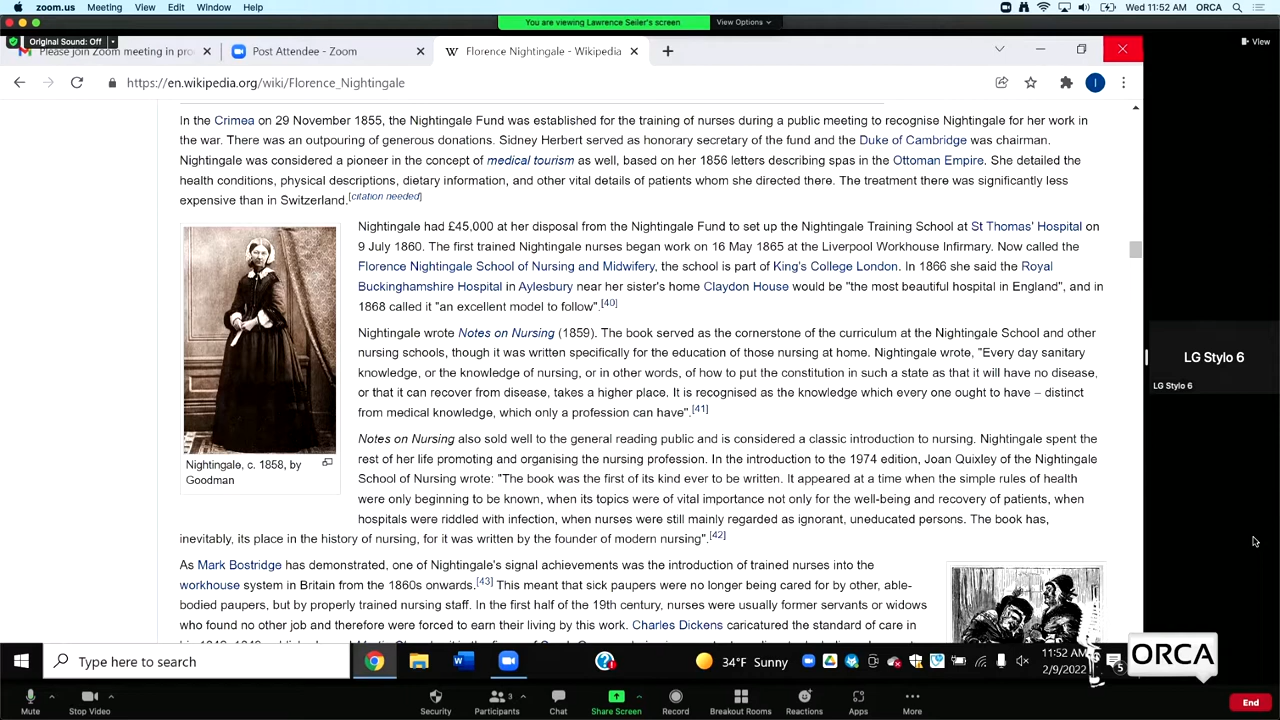 zoom.us Meeting View Edit Window Help
Wed 11:52 AM ORCA
You are viewing Lawrence Seiler's screen View Options
Original Sound: Off
View
Please join Zoom meeting in pro
Post Attendee - Zoom
W Florence Nightingale - Wikipedia
https://en.wikipedia.org/wiki/Florence_Nightingale
I
In the Crimea on 29 November 1855, the Nightingale Fund was established for the training of nurses during a public meeting to recognise Nightingale for her work in
the war. There was an outpouring of generous donations. Sidney Herbert served as honorary secretary of the fund and the Duke of Cambridge was chairman.
Nightingale was considered a pioneer in the concept of medical tourism as well, based on her 1856 letters describing spas in the Ottoman Empire. She detailed the
health conditions, physical descriptions, dietary information, and other vital details of patients whom she directed there. The treatment there was significantly less
expensive than in Switzerland.[citation needed]
Nightingale had £45,000 at her disposal from the Nightingale Fund to set up the Nightingale Training School at St Thomas' Hospital on
9 July 1860. The first trained Nightingale nurses began work on 16 May 1865 at the Liverpool Workhouse Infirmary. Now called the
Florence Nightingale School of Nursing and Midwifery, the school is part of King's College London. In 1866 she said the Royal
Buckinghamshire Hospital in Aylesbury near her sister's home Claydon House would be "the most beautiful hospital in England", and in
1868 called it "an excellent model to follow".[40]
Nightingale wrote Notes on Nursing (1859). The book served as the cornerstone of the curriculum at the Nightingale School and other
nursing schools, though it was written specifically for the education of those nursing at home. Nightingale wrote, "Every day sanitary
knowledge, or the knowledge of nursing, or in other words, of how to put the constitution in such a state as that it will have no disease,
or that it can recover from disease, takes a higher place. It is recognised as the knowledge which every one ought to have – distinct
from medical knowledge, which only a profession can have".[41]
Nightingale, c. 1858, by
Goodman
Notes on Nursing also sold well to the general reading public and is considered a classic introduction to nursing. Nightingale spent the
rest of her life promoting and organising the nursing profession. In the introduction to the 1974 edition, Joan Quixley of the Nightingale
School of Nursing wrote: "The book was the first of its kind ever to be written. It appeared at a time when the simple rules of health
were only beginning to be known, when its topics were of vital importance not only for the well-being and recovery of patients, when
hospitals were riddled with infection, when nurses were still mainly regarded as ignorant, uneducated persons. The book has,
inevitably, its place in the history of nursing, for it was written by the founder of modern nursing".[42]
As Mark Bostridge has demonstrated, one of Nightingale's signal achievements was the introduction of trained nurses into the
workhouse system in Britain from the 1860s onwards.[43] This meant that sick paupers were no longer being cared for by other, able-
bodied paupers, but by properly trained nursing staff. In the first half of the 19th century, nurses were usually former servants or widows
who found no other job and therefore were forced to earn their living by this work. Charles Dickens caricatured the standard of care in
LG Stylo 6
LG Stylo 6
Type here to search
34°F Sunny
11:52 AM
2/9/2022
5
ORCA
Mute
Stop Video
Security
Participants 3
Chat
Share Screen
Record
Breakout Rooms
Reactions
Apps
More
End